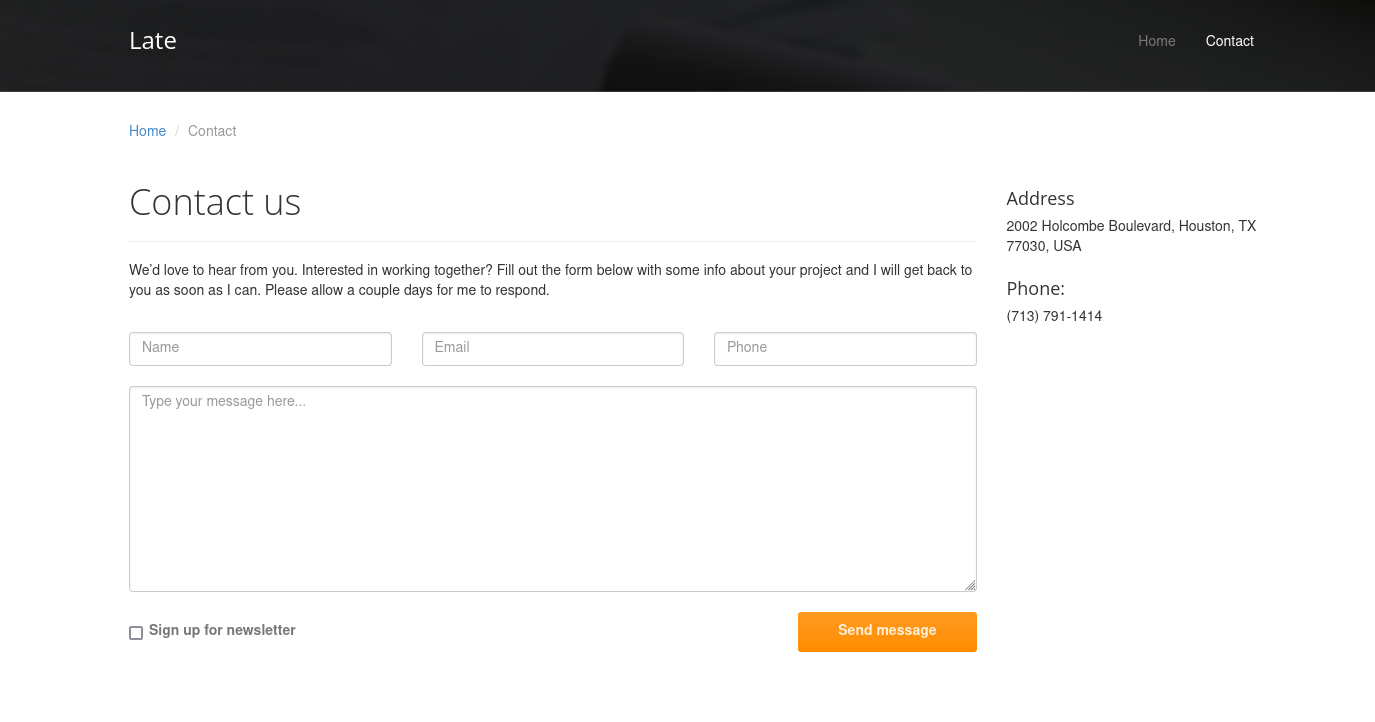 Late
Home
Contact
Home / Contact
Contact us
We’d love to hear from you. Interested in working together? Fill out the form below with some info about your project and I will get back to
you as soon as I can. Please allow a couple days for me to respond.
Name
Email
Phone
Type your message here...
Sign up for newsletter
Send message
Address
2002 Holcombe Boulevard, Houston, TX
77030, USA
Phone:
(713) 791-1414